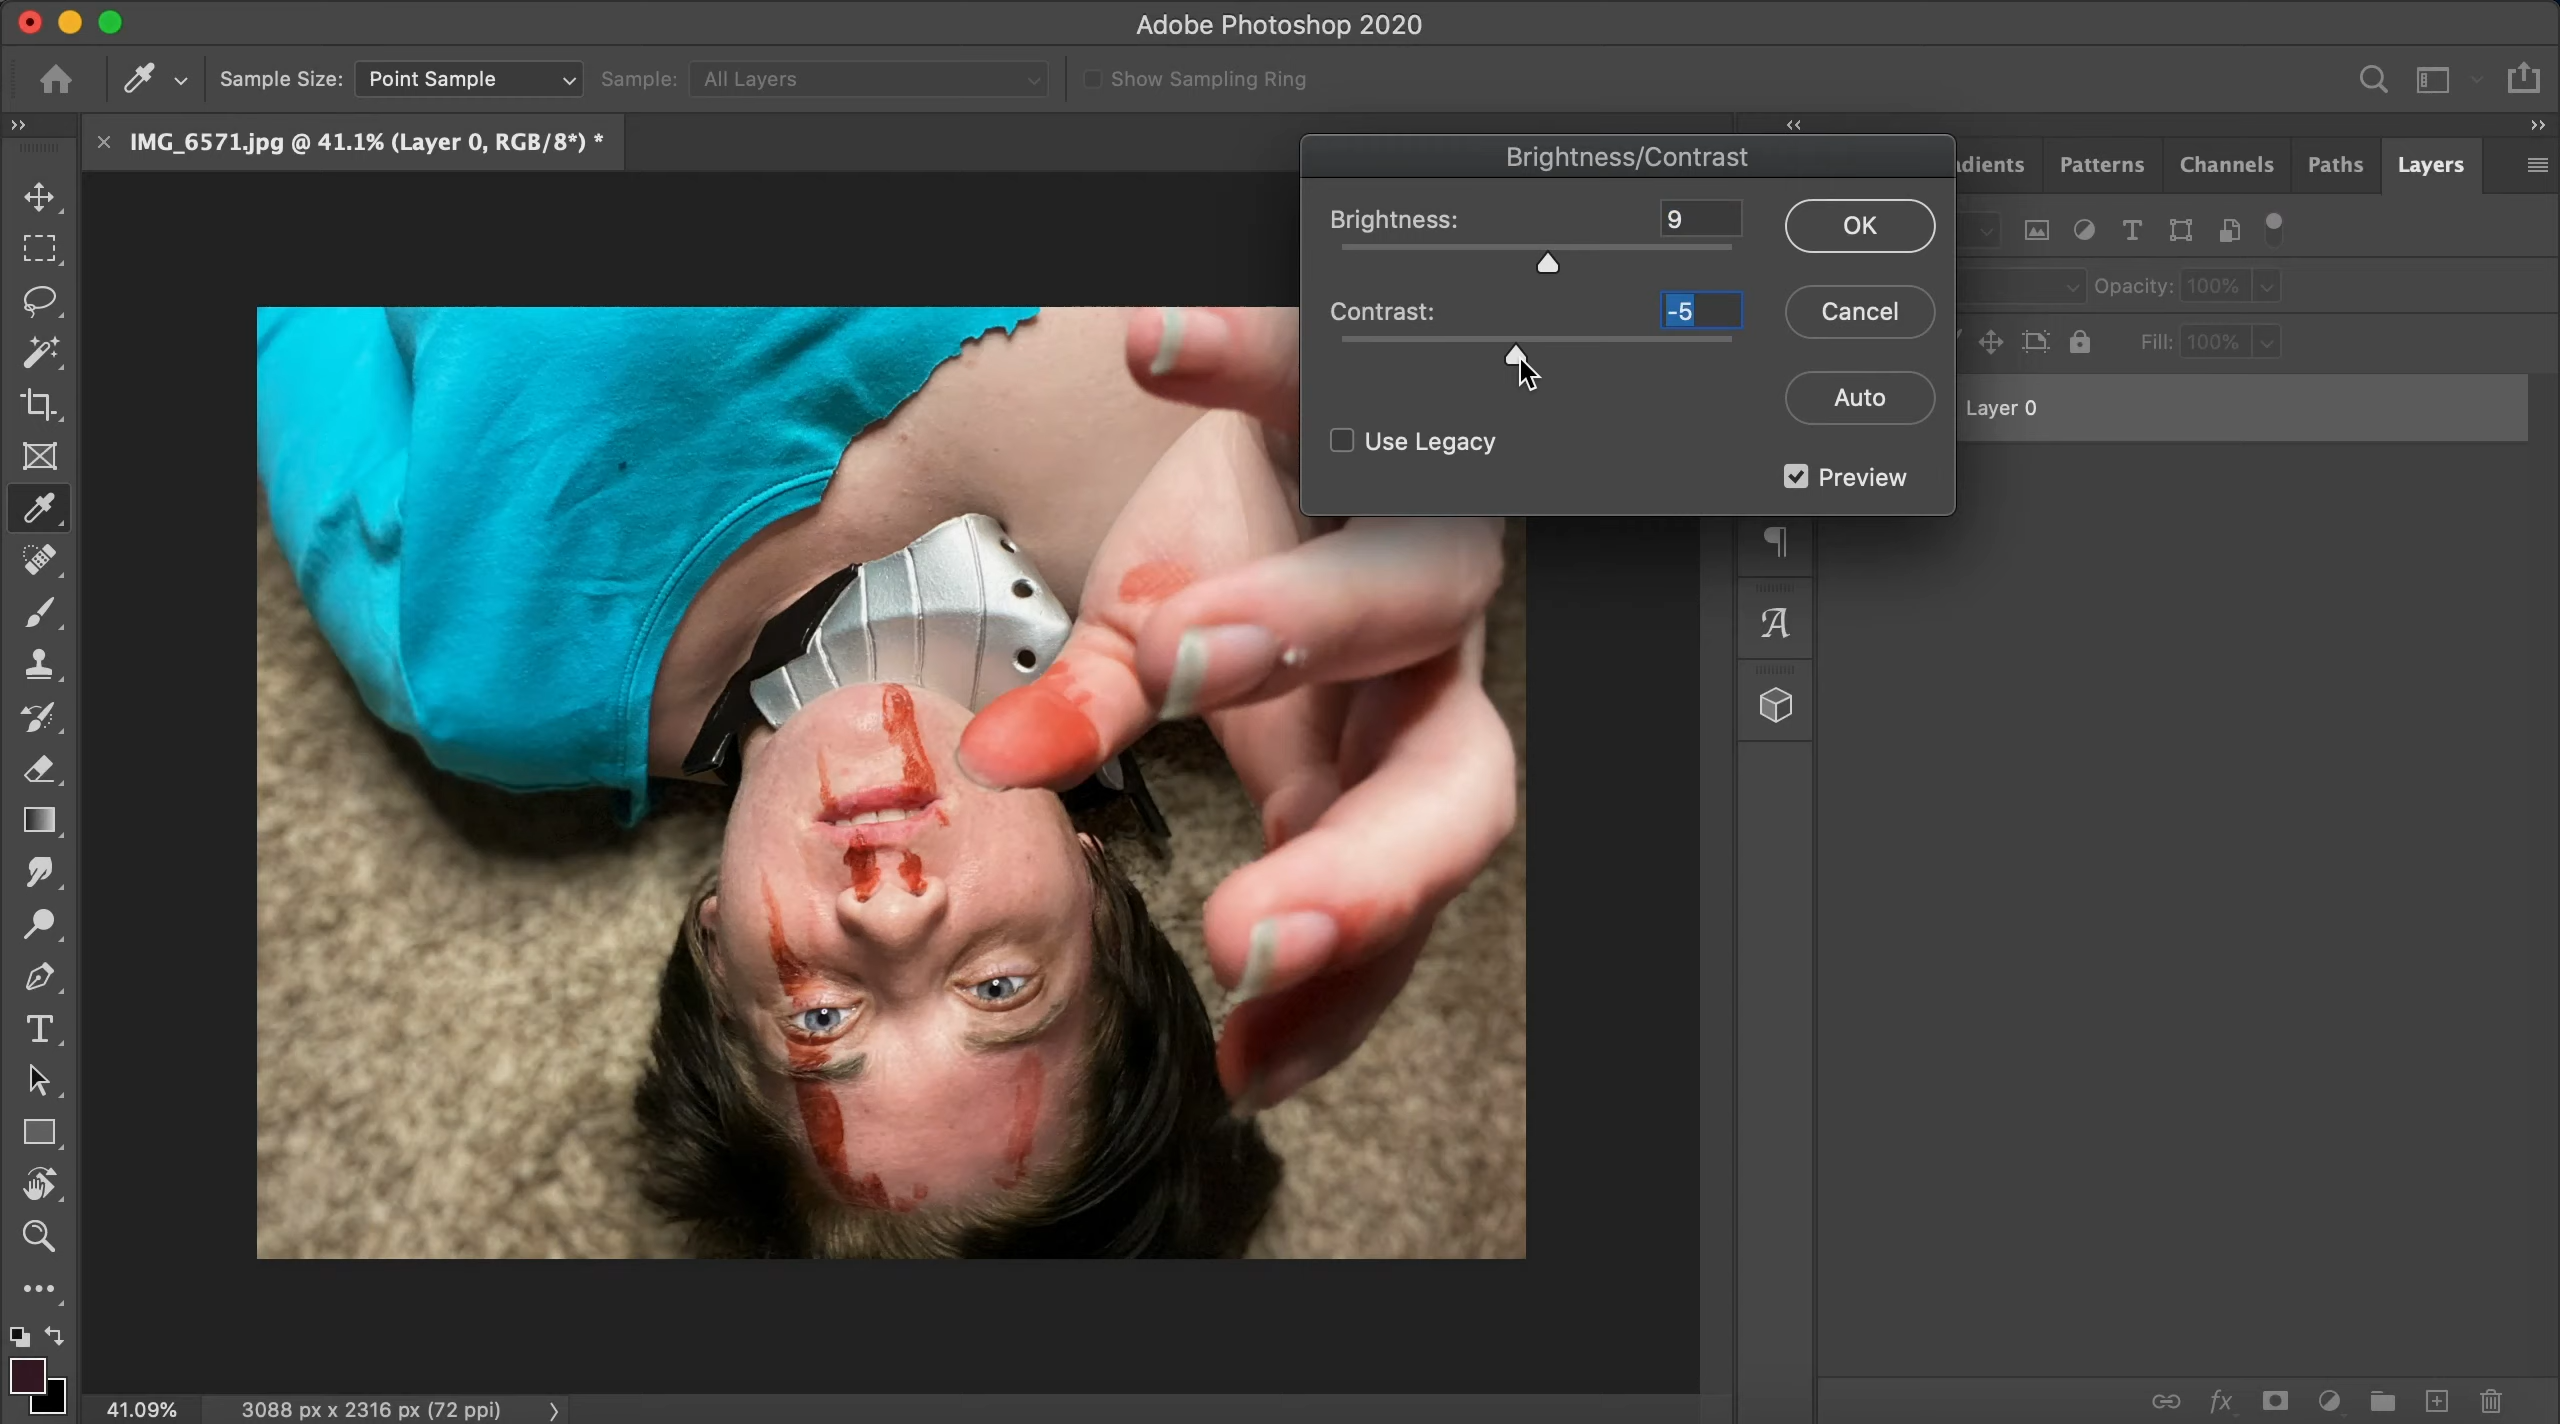 Adobe Photoshop 2020
Sample Size: Point Sample Sample: All Layers Show Sampling Ring
IMG_6571.jpg @ 41.1% (Layer 0, RGB/8*) *
Brightness/Contrast
Brightness: 9
OK
Contrast: -5
Cancel
Auto
Use Legacy
Preview
dients Patterns Channels Paths Layers
Opacity: 100%
Fill: 100%
Layer 0
41.09% 3088 px x 2316 px (72 ppi)